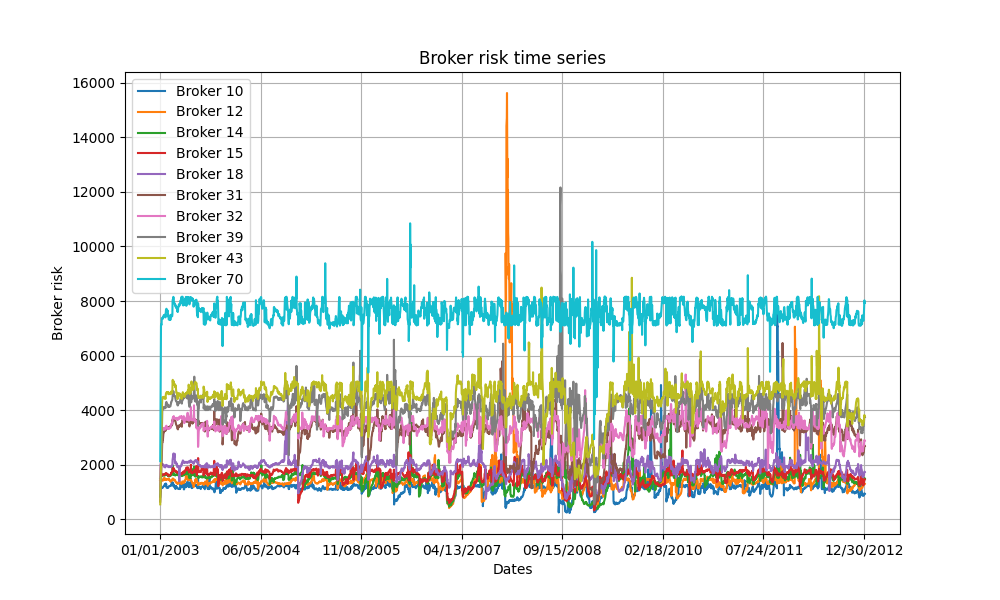 Broker risk time series
16000
14000
12000
10000
8000
6000
4000
2000
0
Broker risk
Broker 10
Broker 12
Broker 14
Broker 15
Broker 18
Broker 31
Broker 32
Broker 39
Broker 43
Broker 70
01/01/2003 06/05/2004 11/08/2005 04/13/2007 09/15/2008 02/18/2010 07/24/2011 12/30/2012
Dates